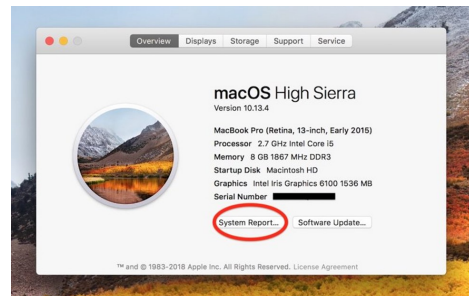 Overview Displays Storage Support Service
macOS High Sierra
Version 10.13.4
MacBook Pro (Retina, 13-inch, Early 2015)
Processor 2.7 GHz Intel Core i5
Memory 8 GB 1867 MHz DDR3
Startup Disk Macintosh HD
Graphics Intel Iris Graphics 6100 1536 MB
Serial Number
System Report... Software Update...
™ and © 1983-2018 Apple Inc. All Rights Reserved. License Agreement